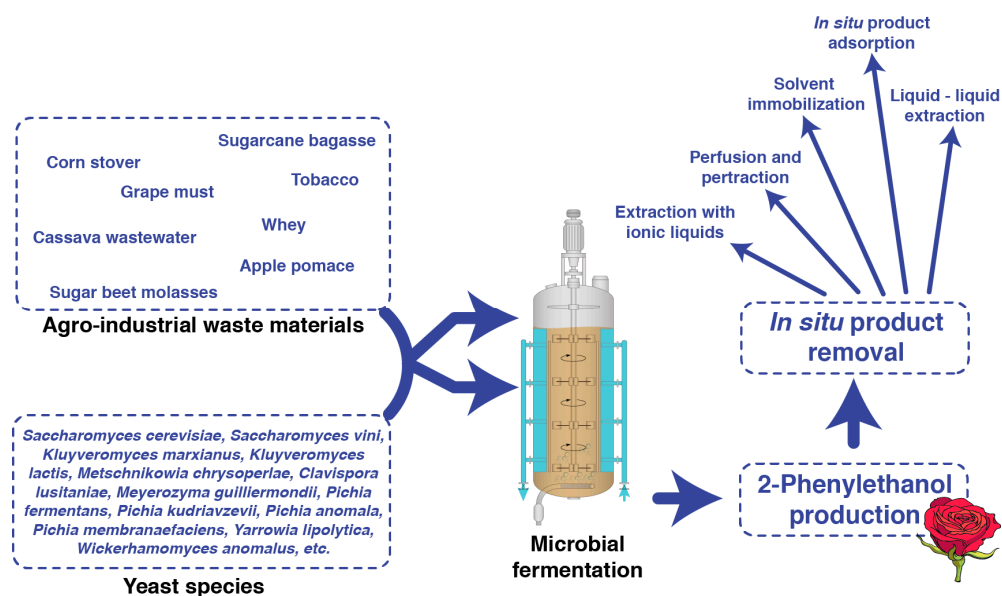 Sugarcane bagasse
Corn stover
Tobacco
Grape must
Whey
Cassava wastewater
Apple pomace
Sugar beet molasses
Agro-industrial waste materials
Saccharomyces cerevisiae, Saccharomyces vini,
Kluyveromyces marxianus, Kluyveromyces
lactis, Metschnikowia chrysoperlae, Clavispora
lusitaniae, Meyerozyma guilliermondii, Pichia
fermentans, Pichia kudriavzevii, Pichia anomala,
Pichia membranaefaciens, Yarrowia lipolytica,
Wickerhamomyces anomalus, etc.
Yeast species
Microbial
fermentation
2-Phenylethanol
production
In situ product
removal
Extraction with
ionic liquids
Perfusion and
pertraction
Solvent
immobilization
In situ product
adsorption
Liquid - liquid
extraction